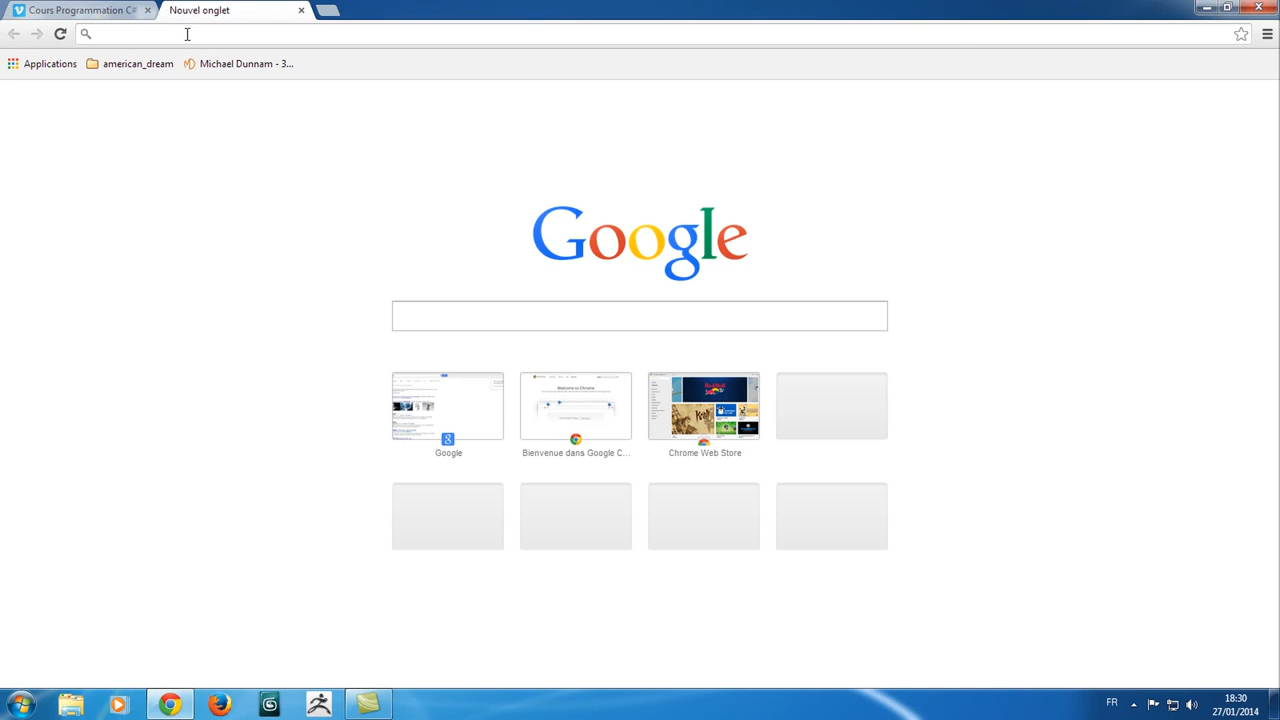 Cours Programmation C#
Nouvel onglet
Applications
american_dream
Michael Dunnam - 3...
Google
Google
Bienvenue dans Google C...
Chrome Web Store
FR
18:30
27/01/2014